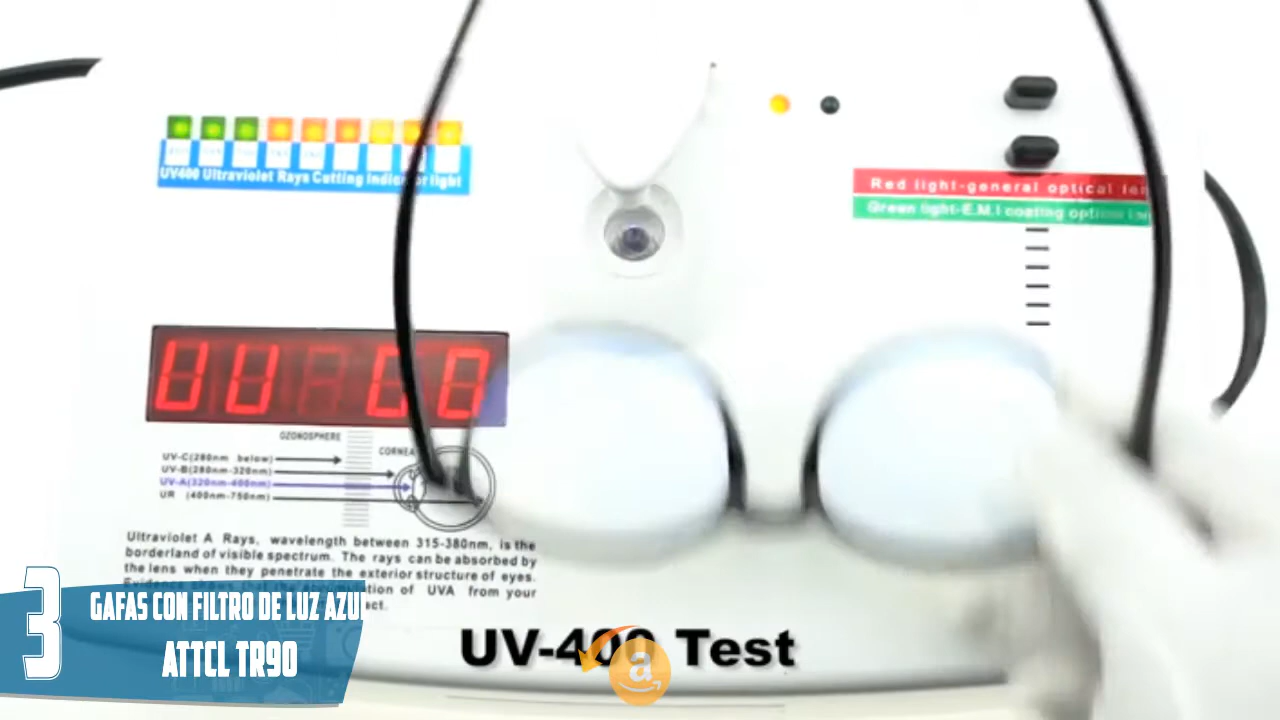 UV400 Ultraviolet Rays Cutting indicator light
Red light-general optical
Green light-E.M.I coating optical
OZONOSPHERE
CORNEA
UV-C(280nm below)
UV-B(280nm-320nm)
UV-A(320nm-400nm)
UR (400nm-750nm)
Ultraviolet A Rays, wavelength between 315-380nm, is the
borderland of visible spectrum. The rays can be absorbed by
the lens when they penetrate the exterior structure of eyes.
of UVA from your
3
GAFAS CON FILTRO DE LUZ AZUL
ATTCL TR90
UV-400 Test
a